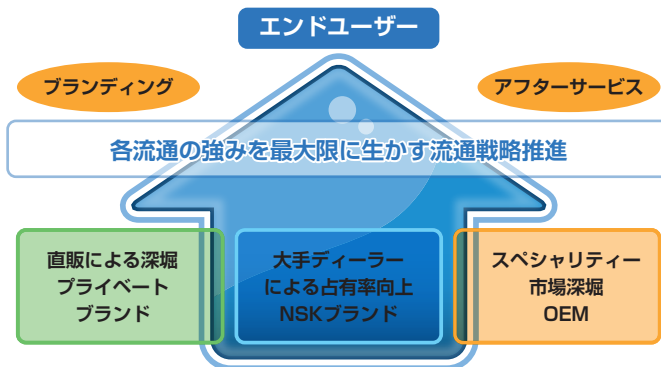 エンドユーザー
ブランディング
アフターサービス
各流通の強みを最大限に生かす流通戦略推進
直販による深堀
プライベート
ブランド
大手ディーラー
による占有率向上
NSKブランド
スペシャリティー
市場深堀
OEM